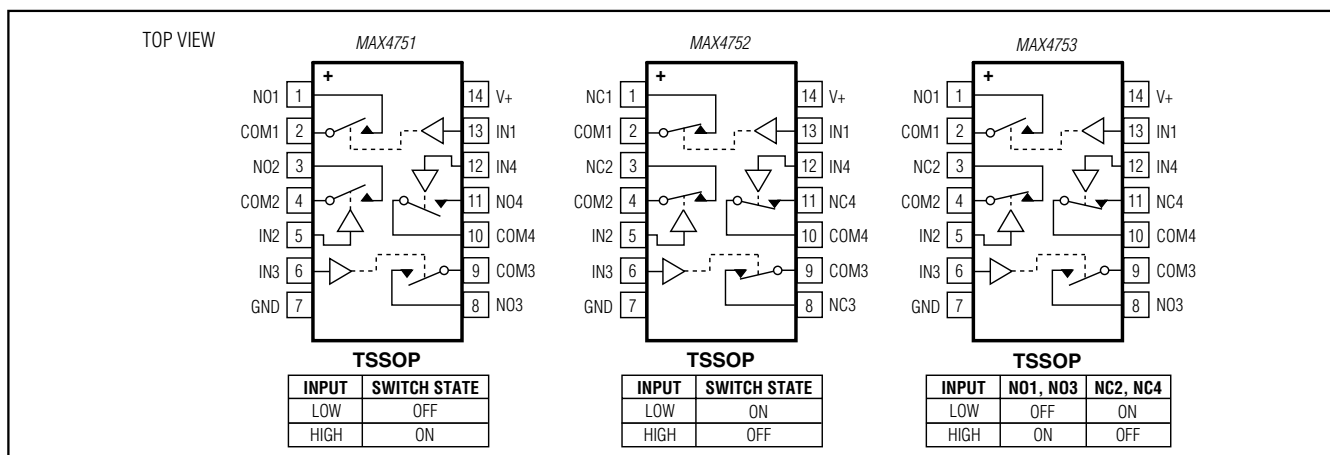 TOP VIEW
MAX4751
+
NO1 1
COM1 2
NO2 3
COM2 4
IN2 5
IN3 6
GND 7
14 V+
13 IN1
12 IN4
11 NO4
10 COM4
9 COM3
8 NO3
TSSOP
INPUT SWITCH STATE
LOW OFF
HIGH ON
MAX4752
+
NC1 1
COM1 2
NC2 3
COM2 4
IN2 5
IN3 6
GND 7
14 V+
13 IN1
12 IN4
11 NC4
10 COM4
9 COM3
8 NC3
TSSOP
INPUT SWITCH STATE
LOW ON
HIGH OFF
MAX4753
+
NO1 1
COM1 2
NC2 3
COM2 4
IN2 5
IN3 6
GND 7
14 V+
13 IN1
12 IN4
11 NC4
10 COM4
9 COM3
8 NO3
TSSOP
INPUT NO1, NO3 NC2, NC4
LOW OFF ON
HIGH ON OFF